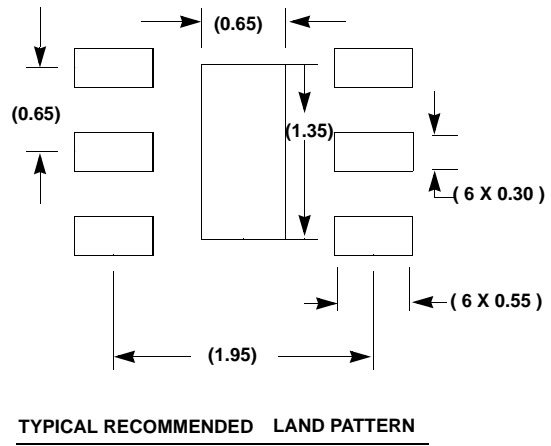 (0.65)
(0.65)
(1.35)
( 6 X 0.30 )
( 6 X 0.55 )
(1.95)
TYPICAL RECOMMENDED LAND PATTERN